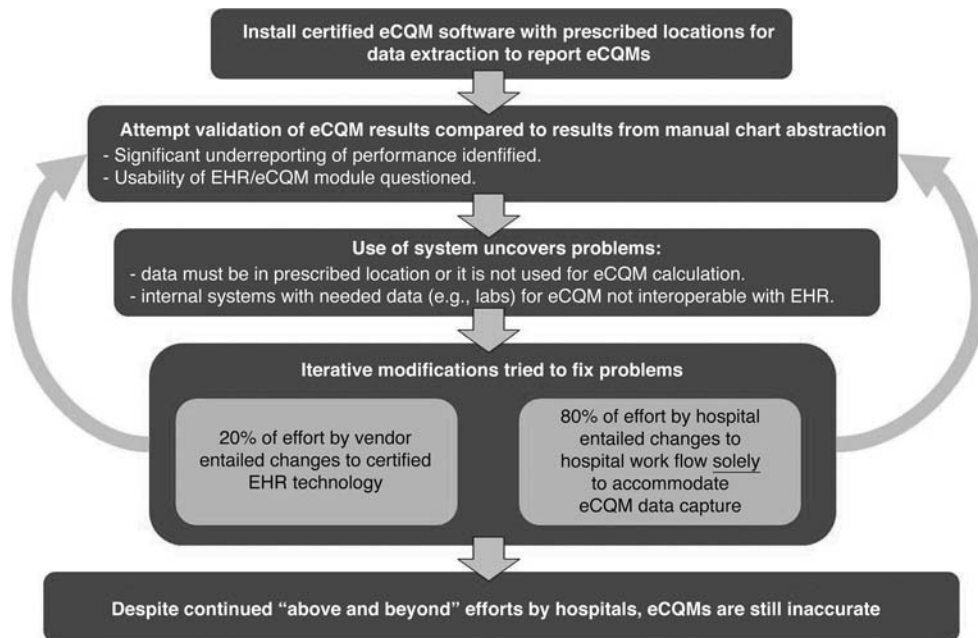 Install certified eCQM software with prescribed locations for
data extraction to report eCQMs
Attempt validation of eCQM results compared to results from manual chart abstraction
- Significant underreporting of performance idenfified.
- Usability of EHR/eCQM module questioned.
Use of system uncovers problems:
- data must be in prescribed location or it is not used for eCQM calculation.
- internal systems with needed data (e.g., labs) for eCQM not interoperable with EHR.
Iterative modifications tried to fix problems
20% of effort by vendor
entailed changes to certified
EHR technology
80% of effort by hospital
entailed changes to
hospital work flow solely
to accommodate
eCQM data capture
Despite continued “above and beyond” efforts by hospitals, eCQMs are still inaccurate